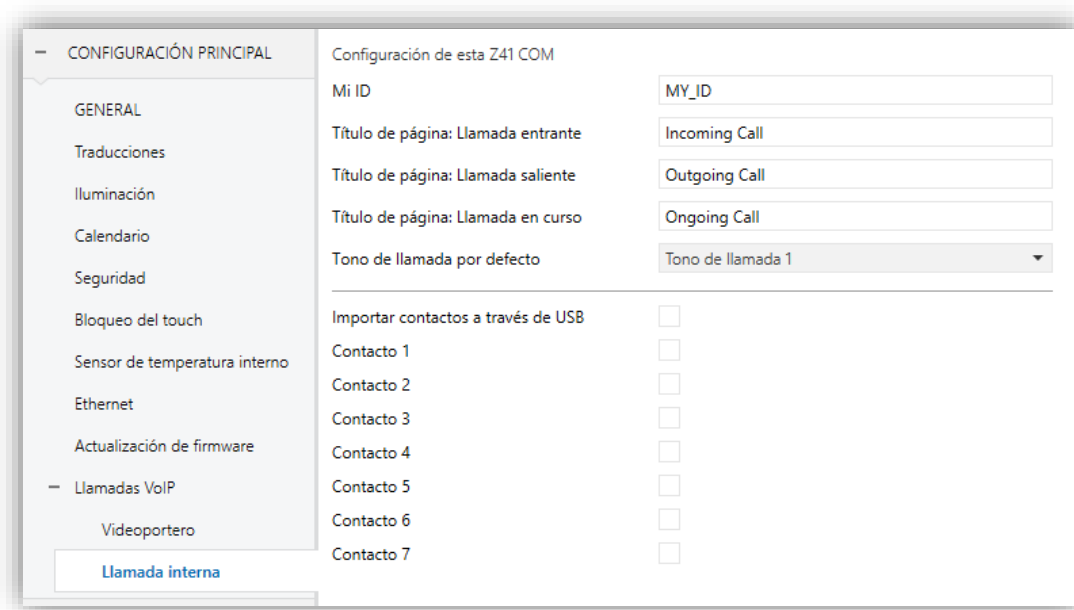 CONFIGURACIÓN PRINCIPAL
GENERAL
Traducciones
Iluminación
Calendario
Seguridad
Bloqueo del touch
Sensor de temperatura interno
Ethernet
Actualización de firmware
Llamadas VoIP
Videoportero
Llamada interna
Configuración de esta Z41 COM
Mi ID MY_ID
Título de página: Llamada entrante Incoming Call
Título de página: Llamada saliente Outgoing Call
Título de página: Llamada en curso Ongoing Call
Tono de llamada por defecto Tono de llamada 1
Importar contactos a través de USB
Contacto 1
Contacto 2
Contacto 3
Contacto 4
Contacto 5
Contacto 6
Contacto 7